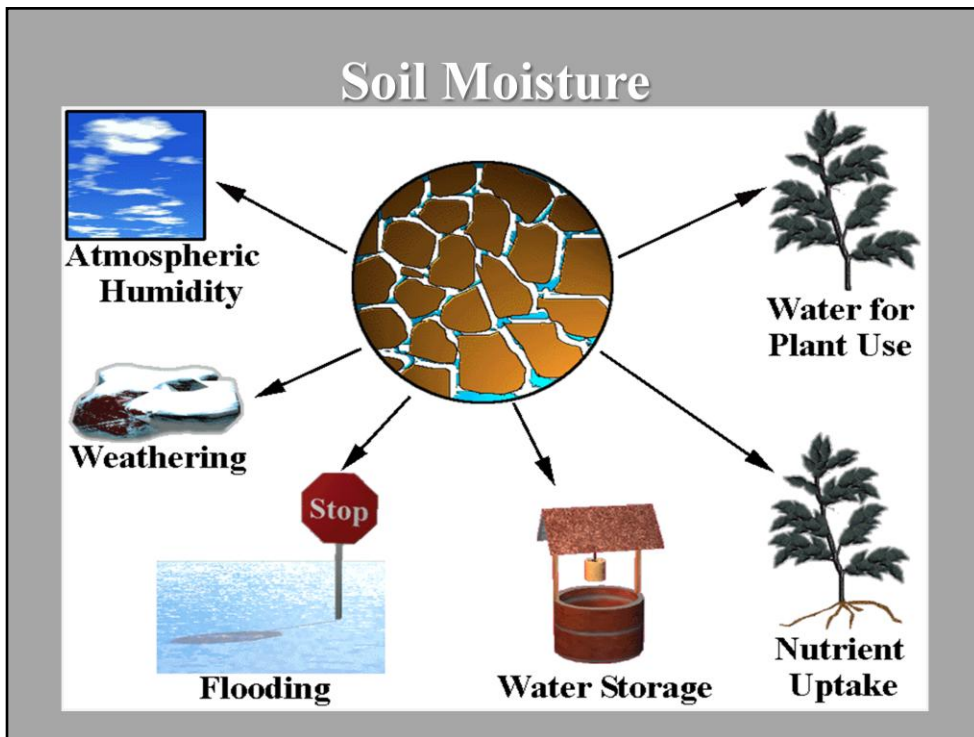 Soil Moisture
Atmospheric
Humidity
Water for
Plant Use
Weathering
Stop
Flooding
Water Storage
Nutrient
Uptake